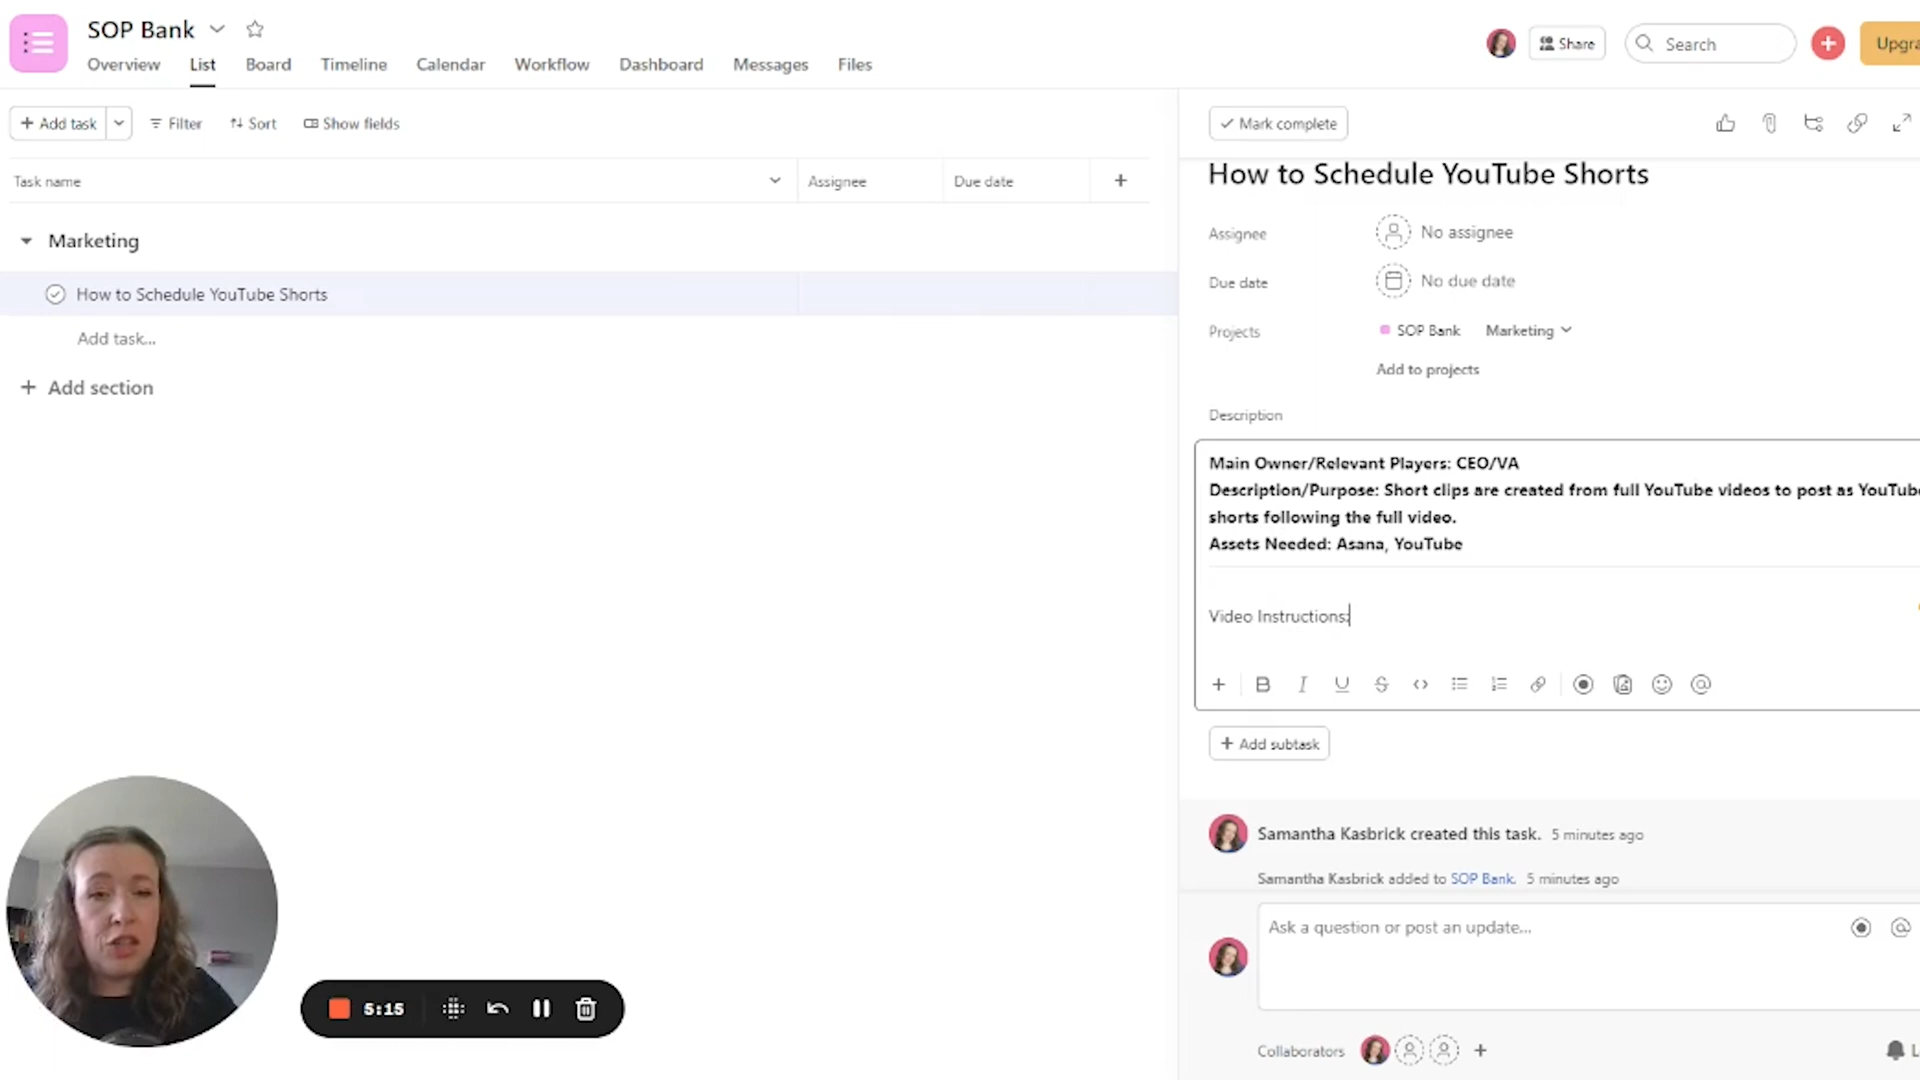 SOP Bank
Overview List Board Timeline Calendar Workflow Dashboard Messages Files
Share
Search
+ Add task
Filter
Sort
Show fields
Task name
Assignee
Due date
Marketing
How to Schedule YouTube Shorts
Add task...
+ Add section
5:15
Mark complete
How to Schedule YouTube Shorts
Assignee No assignee
Due date No due date
Projects SOP Bank Marketing
Add to projects
Description
Main Owner/Relevant Players: CEO/VA
Description/Purpose: Short clips are created from full YouTube videos to post as YouTube
shorts following the full video.
Assets Needed: Asana, YouTube
Video Instructions:
+ Add subtask
Samantha Kasbrick created this task. 5 minutes ago
Samantha Kasbrick added to SOP Bank. 5 minutes ago
Ask a question or post an update...
Collaborators